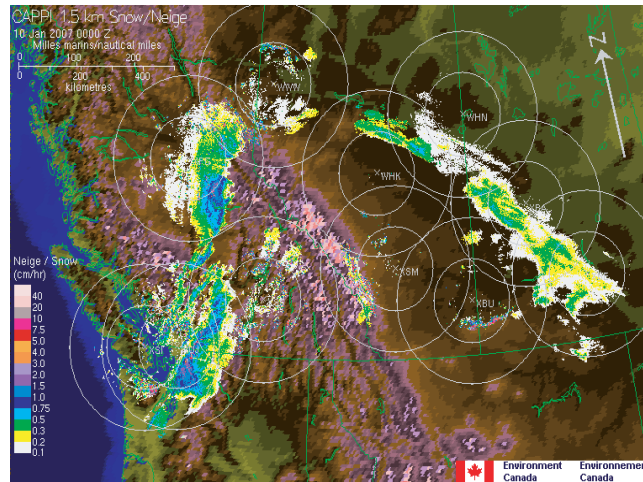 CAPPI 1.5 km Snow/Neige
10 Jan 2007 0000 Z
Milles marins/nautical miles
0 100 200
0 200 400
kilometres
N
WWW
WHN
WHK
XSM
XBU
Neige / Snow
(cm/hr)
40
20
10
7.5
5.0
4.0
3.0
2.0
1.5
1.0
0.75
0.5
0.3
0.2
0.1
Environment Environnement
Canada Canada